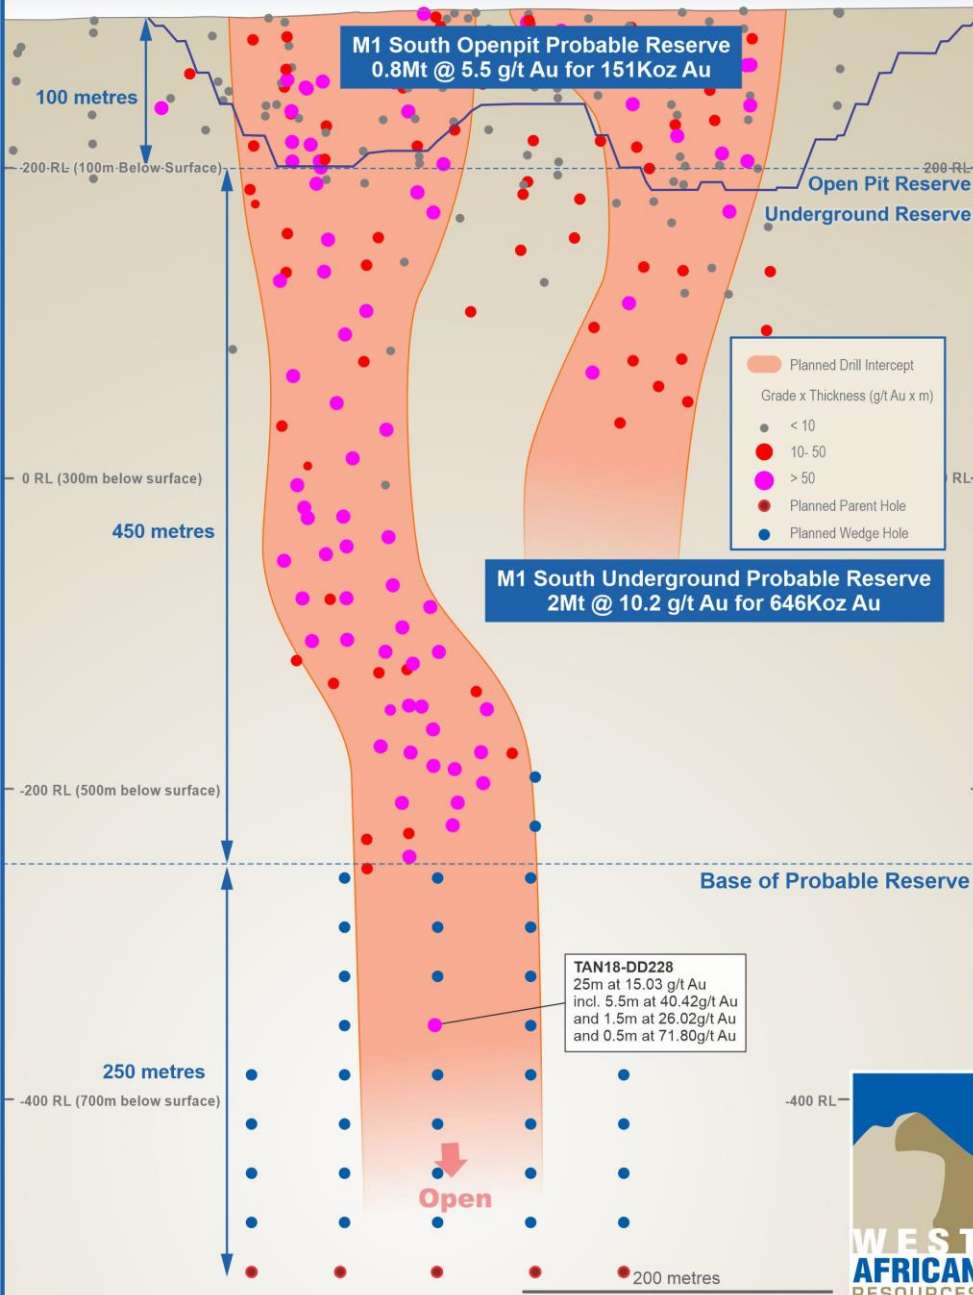 M1 South Openpit Probable Reserve
0.8Mt @ 5.5 g/t Au for 151Koz Au
100 metres
-200 RL (100m Below Surface)
200 RL
Open Pit Reserve
Underground Reserve
Planned Drill Intercept
Grade x Thickness (g/t Au x m)
< 10
10- 50
> 50
Planned Parent Hole
Planned Wedge Hole
0 RL (300m below surface)
0 RL
450 metres
M1 South Underground Probable Reserve
2Mt @ 10.2 g/t Au for 646Koz Au
-200 RL (500m below surface)
Base of Probable Reserve
TAN18-DD228
25m at 15.03 g/t Au
incl. 5.5m at 40.42g/t Au
and 1.5m at 26.02g/t Au
and 0.5m at 71.80g/t Au
250 metres
-400 RL (700m below surface)
-400 RL
Open
200 metres
WEST
AFRICAN
RESOURCES